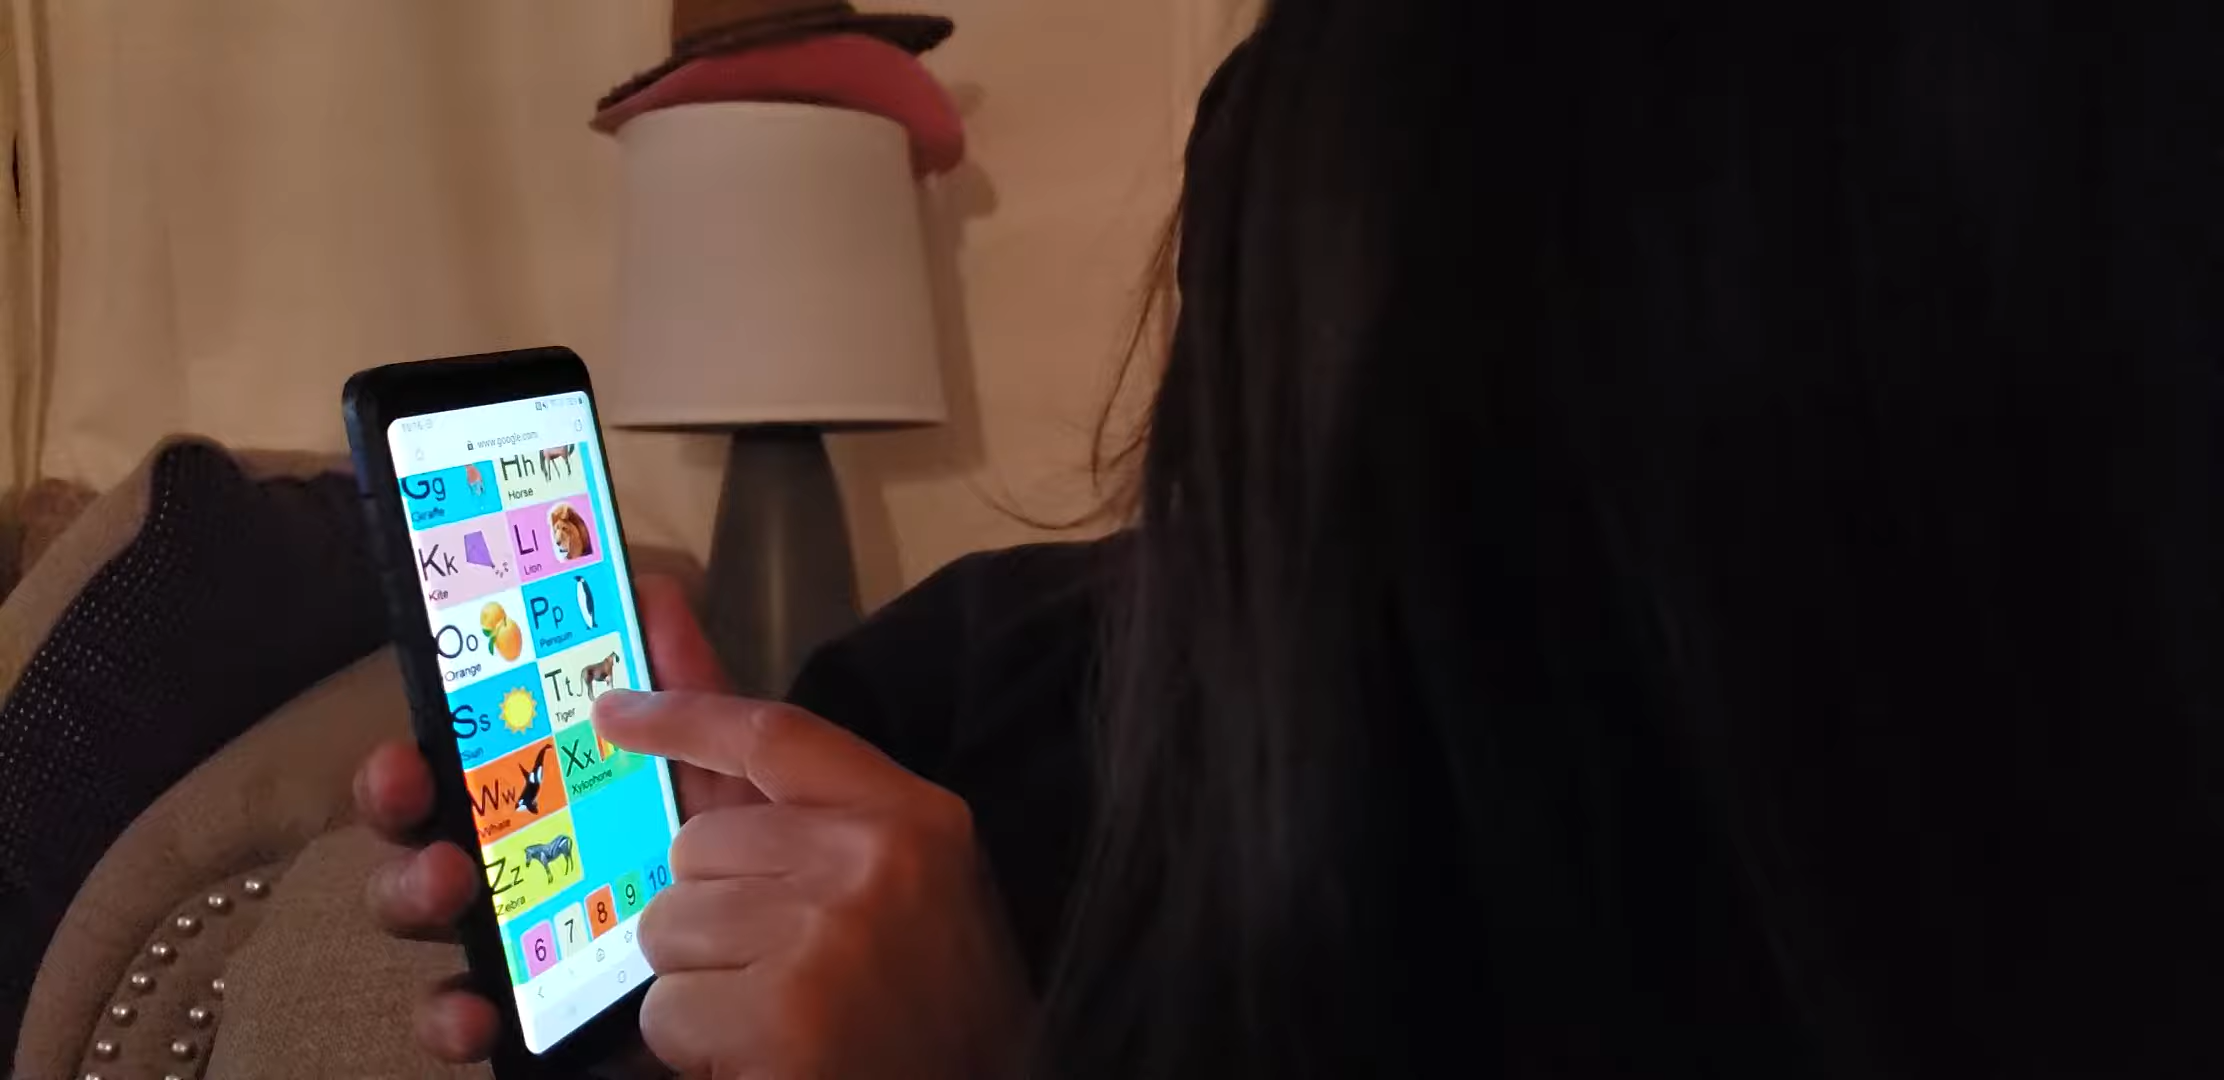 www.google.com
Gg
Giraffe
Hh
Horse
Kk
Kite
Ll
Lion
Oo
Orange
Pp
Penguin
Ss
Sun
Tt
Tiger
Ww
Whale
Xx
Xylophone
Zz
Zebra
6 7 8 9 10